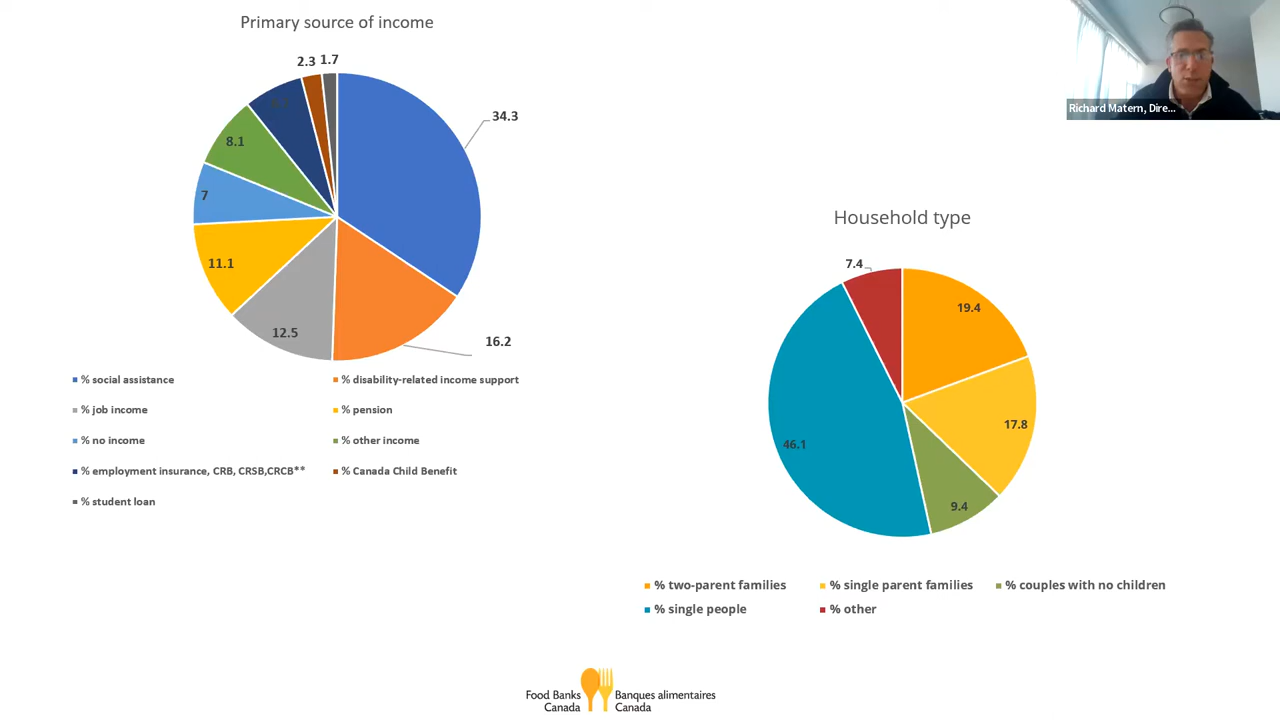 Primary source of income
2.3 1.7
34.3
8.1
7
11.1
12.5
16.2
% social assistance
% disability-related income support
% job income
% pension
% no income
% other income
% employment insurance, CRB, CRSB,CRCB**
% Canada Child Benefit
% student loan
Richard Matern, Dire...
Household type
7.4
19.4
17.8
46.1
9.4
% two-parent families
% single parent families
% couples with no children
% single people
% other
Food Banks
Canada
Banques alimentaires
Canada